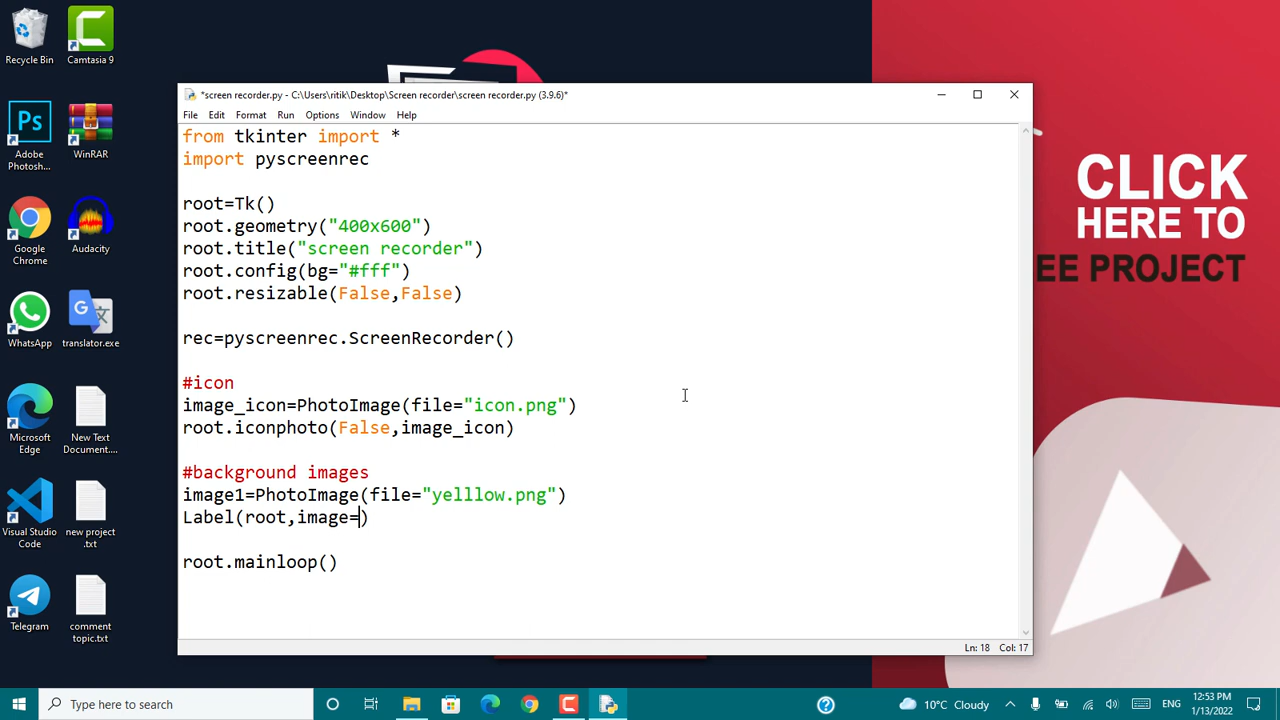 Recycle Bin
Camtasia 9
Adobe
Photosh...
WinRAR
Google
Chrome
Audacity
WhatsApp
translator.exe
Microsoft
Edge
New Text
Document....
Visual Studio
Code
new project
.txt
Telegram
comment
topic.txt
*screen recorder.py - C:\Users\ritik\Desktop\Screen recorder\screen recorder.py (3.9.6)*
File Edit Format Run Options Window Help
from tkinter import *
import pyscreenrec
root=Tk()
root.geometry("400x600")
root.title("screen recorder")
root.config(bg="#fff")
root.resizable(False,False)
rec=pyscreenrec.ScreenRecorder()
#icon
image_icon=PhotoImage(file="icon.png")
root.iconphoto(False,image_icon)
#background images
image1=PhotoImage(file="yelllow.png")
Label(root,image=)
root.mainloop()
Ln: 18 Col: 17
CLICK
HERE TO
EE PROJECT
Type here to search
10°C Cloudy
ENG
12:53 PM
1/13/2022